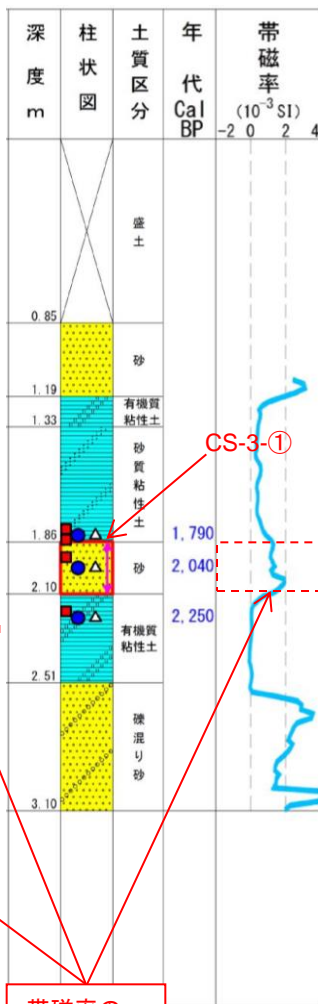 深度 m
柱状図
土質区分
年代 Cal BP
帯磁率 (10⁻³ SI)
-2 0 2 4
盛土
0.85
砂
1.19
有機質粘性土
1.33
砂質粘性土
CS-3-①
1.86
1,790
砂
2,040
2.10
2,250
有機質粘性土
2.51
礫混り砂
3.10
帯磁率の